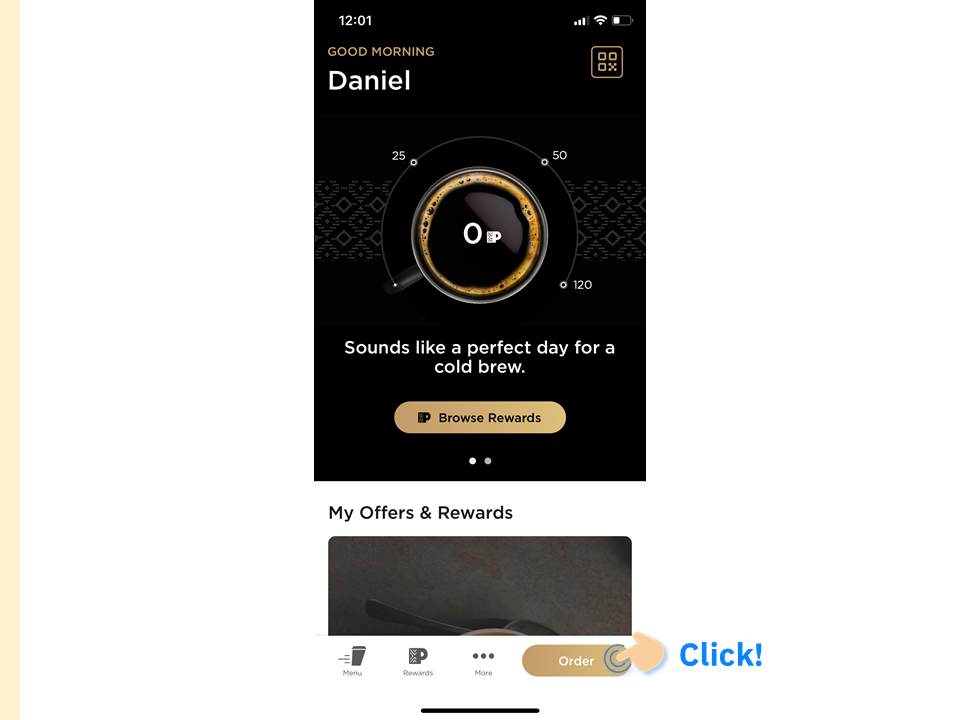 12:01
GOOD MORNING
Daniel
25
50
0
120
Sounds like a perfect day for a
cold brew.
Browse Rewards
My Offers & Rewards
Menu
Rewards
More
Order
Click!